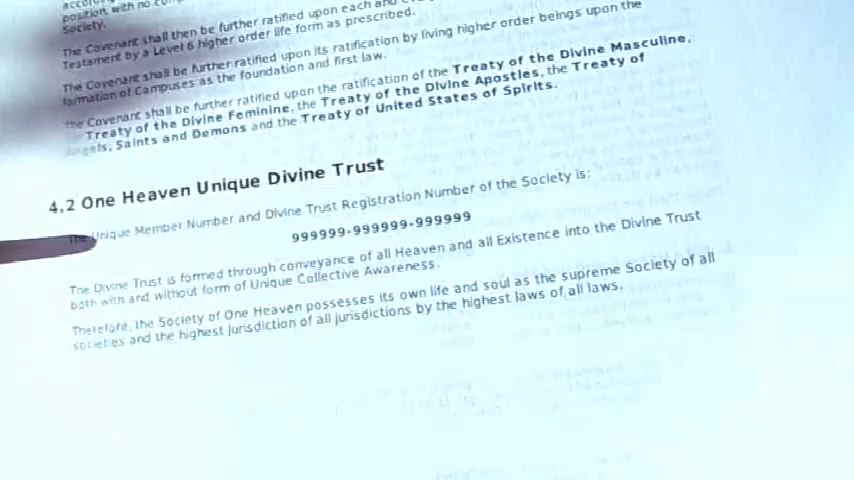 position, with no
Society.
The Covenant shall then be further ratified upon each and
Testament by a Level 6 higher order life form as prescribed.
The Covenant shall be further ratified upon its ratification by living higher order beings upon the
formation of Campuses as the foundation and first law.
The Covenant shall be further ratified upon the ratification of the Treaty of the Divine Masculine,
Treaty of the Divine Feminine, the Treaty of the Divine Apostles, the Treaty of
Angels, Saints and Demons and the Treaty of United States of Spirits.
4.2 One Heaven Unique Divine Trust
The Unique Member Number and Divine Trust Registration Number of the Society is:
999999-999999-999999
The Divine Trust is formed through conveyance of all Heaven and all Existence into the Divine Trust
both with and without form of Unique Collective Awareness.
Therefore, the Society of One Heaven possesses its own life and soul as the supreme Society of all
societies and the highest jurisdiction of all jurisdictions by the highest laws of all laws.